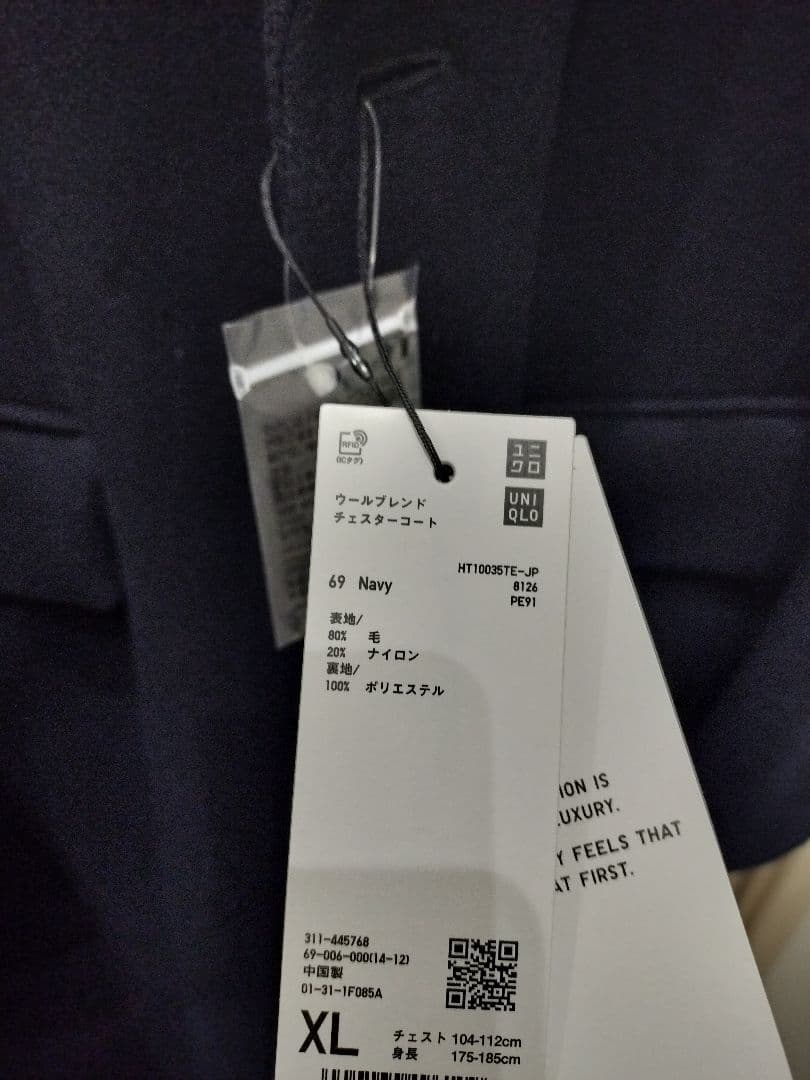 RFID
(ICタグ)
ユニ
クロ
UNI
QLO
ウールブレンド
チェスターコート
HT10035TE-JP
8126
PE91
69 Navy
表地/
80% 毛
20% ナイロン
裏地/
100% ポリエステル
311-445768
69-006-000(14-12)
中国製
01-31-1F085A
XL
チェスト 104-112cm
身長 175-185cm
ION IS
UXURY.
Y FEELS THAT
AT FIRST.